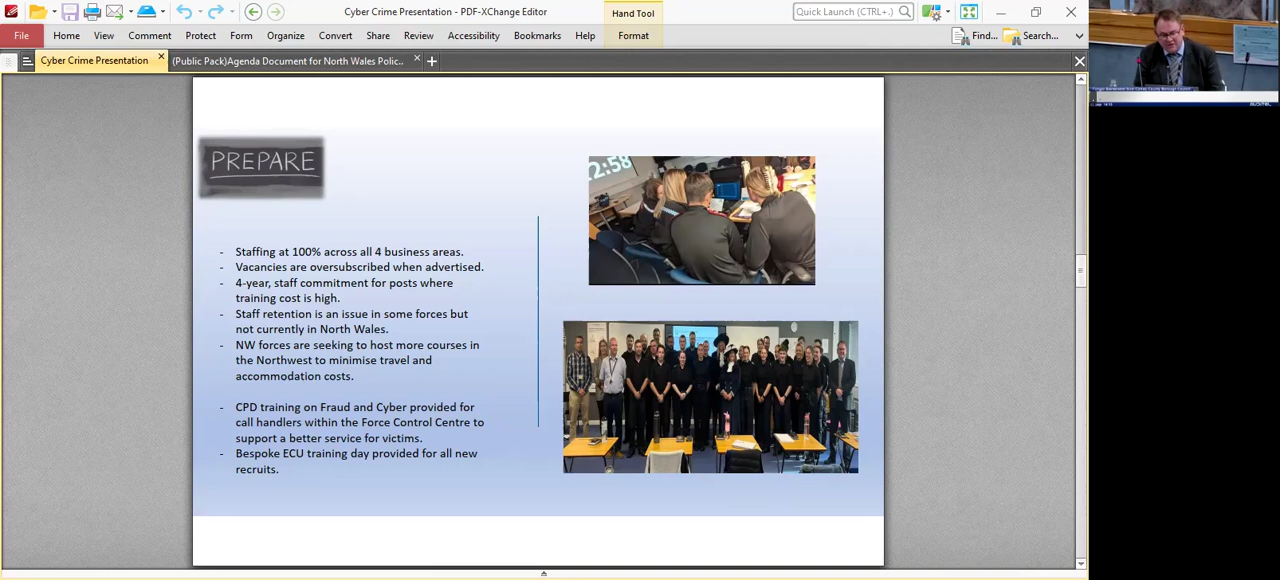 Cyber Crime Presentation - PDF-XChange Editor
Hand Tool
Quick Launch (CTRL+.)
File
Home
View
Comment
Protect
Form
Organize
Convert
Share
Review
Accessibility
Bookmarks
Help
Format
Find...
Search...
Cyber Crime Presentation
(Public Pack)Agenda Document for North Wales Polic...
PREPARE
- Staffing at 100% across all 4 business areas.
- Vacancies are oversubscribed when advertised.
- 4-year, staff commitment for posts where
training cost is high.
- Staff retention is an issue in some forces but
not currently in North Wales.
- NW forces are seeking to host more courses in
the Northwest to minimise travel and
accommodation costs.
- CPD training on Fraud and Cyber provided for
call handlers within the Force Control Centre to
support a better service for victims.
- Bespoke ECU training day provided for all new
recruits.
2:58